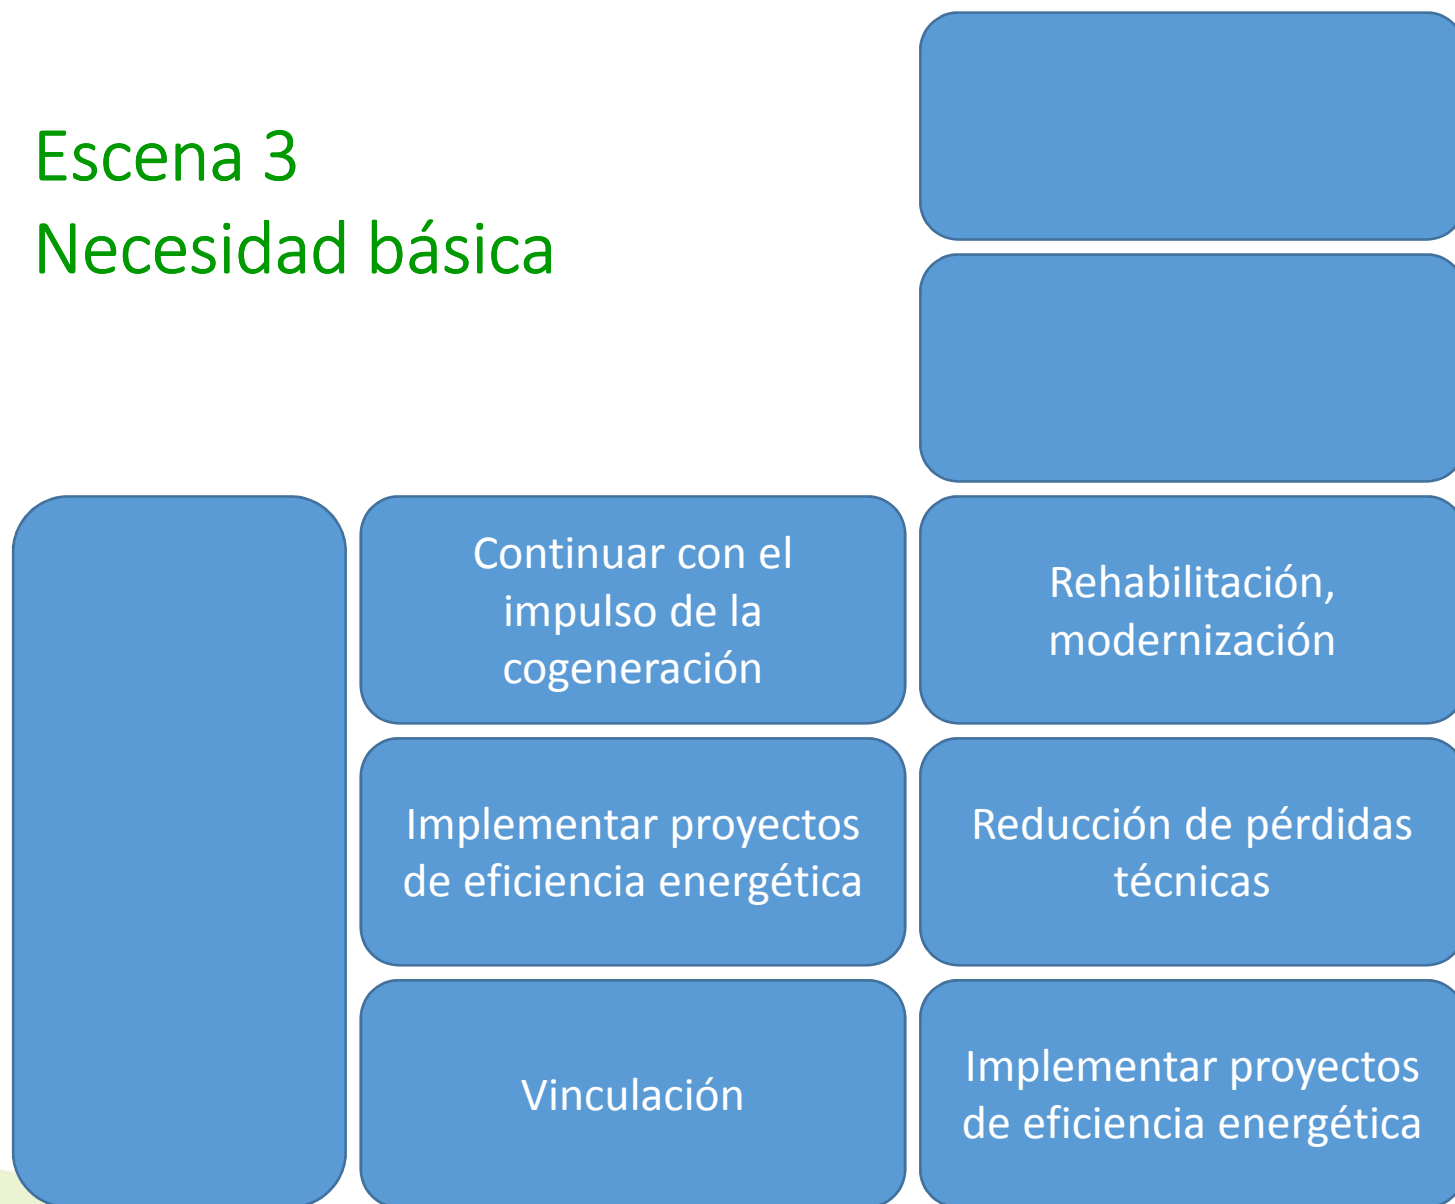 Escena 3
Necesidad básica
Continuar con el
impulso de la
cogeneración
Rehabilitación,
modernización
Implementar proyectos
de eficiencia energética
Reducción de pérdidas
técnicas
Vinculación
Implementar proyectos
de eficiencia energética